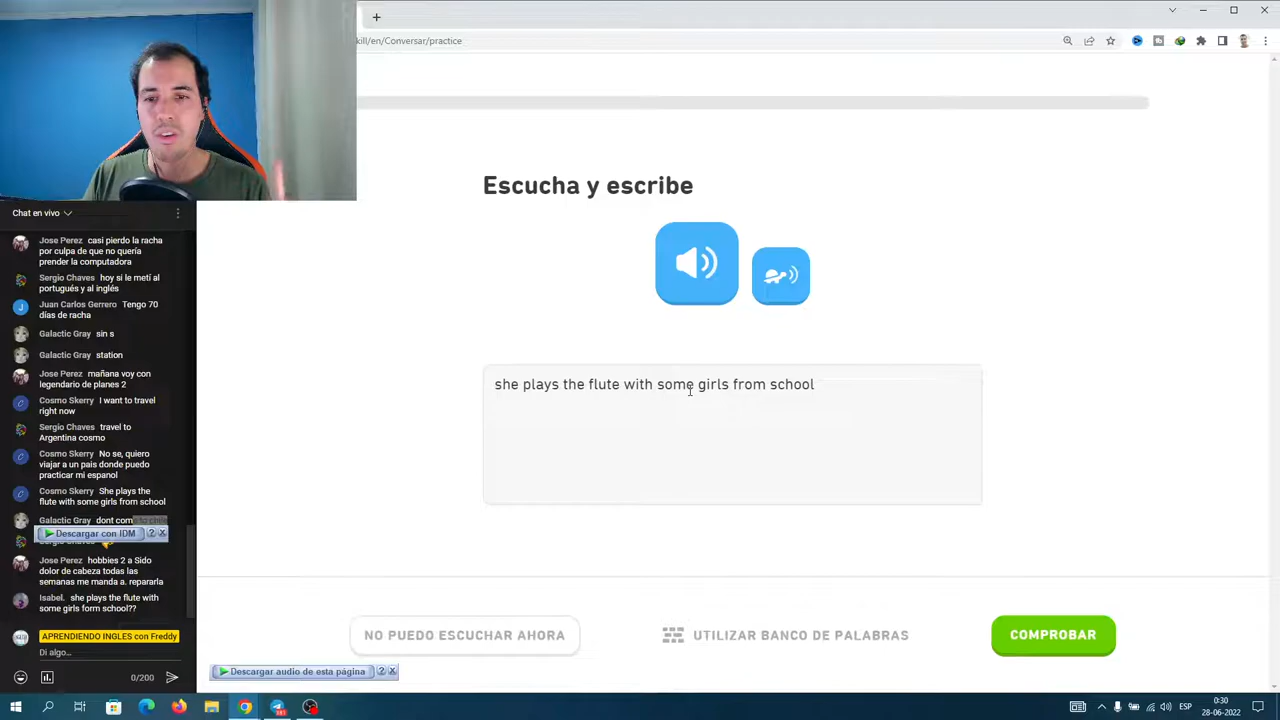 kill/en/Conversar/practice
Escucha y escribe
she plays the flute with some girls from school
NO PUEDO ESCUCHAR AHORA
UTILIZAR BANCO DE PALABRAS
COMPROBAR
Descargar audio de esta página
Chat en vivo
Jose Perez casi pierdo la racha
por culpa de que no quería
prender la computadora
Sergio Chaves hoy si le metí al
portugués y al inglés
J
Juan Carlos Gerrero Tengo 70
días de racha
Galactic Gray sin s
Galactic Gray station
Jose Perez mañana voy con
legendario de planes 2
C
Cosmo Skerry I want to travel
right now
Sergio Chaves travel to
Argentina cosmo
C
Cosmo Skerry No se, quiero
viajar a un pais donde puedo
practicar mi espanol
C
Cosmo Skerry She plays the
flute with some girls from school
Galactic Gray dont com
Descargar con IDM
Jose Perez hobbies 2 a Sido
dolor de cabeza todas las
semanas me manda a. repararla
Isabel. she plays the flute with
some girls form school??
APRENDIENDO INGLES con Freddy
Di algo...
0/200
ESP
0:30
28-06-2022